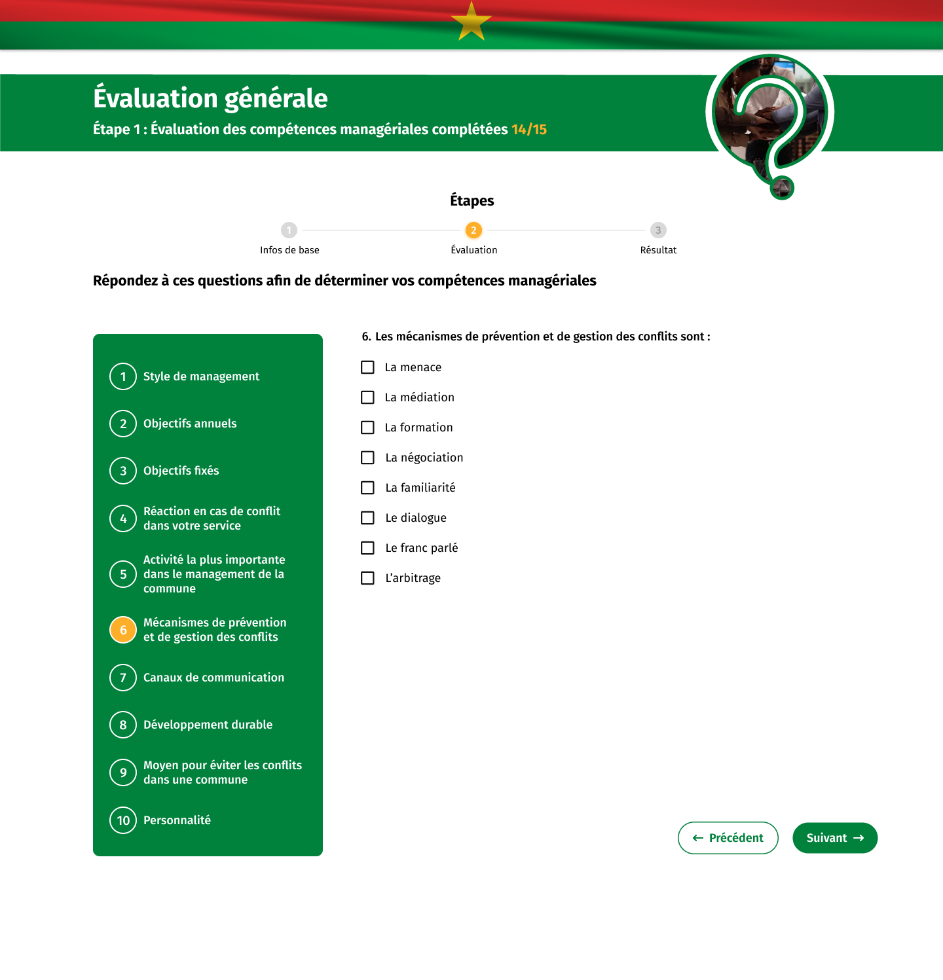 Évaluation générale
Étape 1 : Évaluation des compétences managériales complétées 14/15
Étapes
1
2
3
Infos de base
Évaluation
Résultat
Répondez à ces questions afin de déterminer vos compétences managériales
1 Style de management
2 Objectifs annuels
3 Objectifs fixés
4 Réaction en cas de conflit
dans votre service
5 Activité la plus importante
dans le management de la
commune
6 Mécanismes de prévention
et de gestion des conflits
7 Canaux de communication
8 Développement durable
9 Moyen pour éviter les conflits
dans une commune
10 Personnalité
6. Les mécanismes de prévention et de gestion des conflits sont :
La menace
La médiation
La formation
La négociation
La familiarité
Le dialogue
Le franc parlé
L'arbitrage
← Précédent
Suivant →